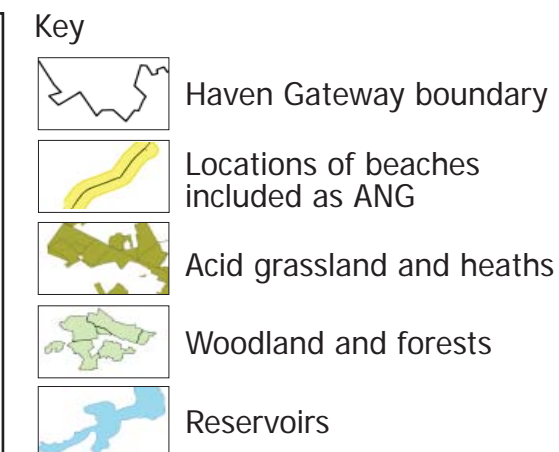 Key
Haven Gateway boundary
Locations of beaches
included as ANG
Acid grassland and heaths
Woodland and forests
Reservoirs